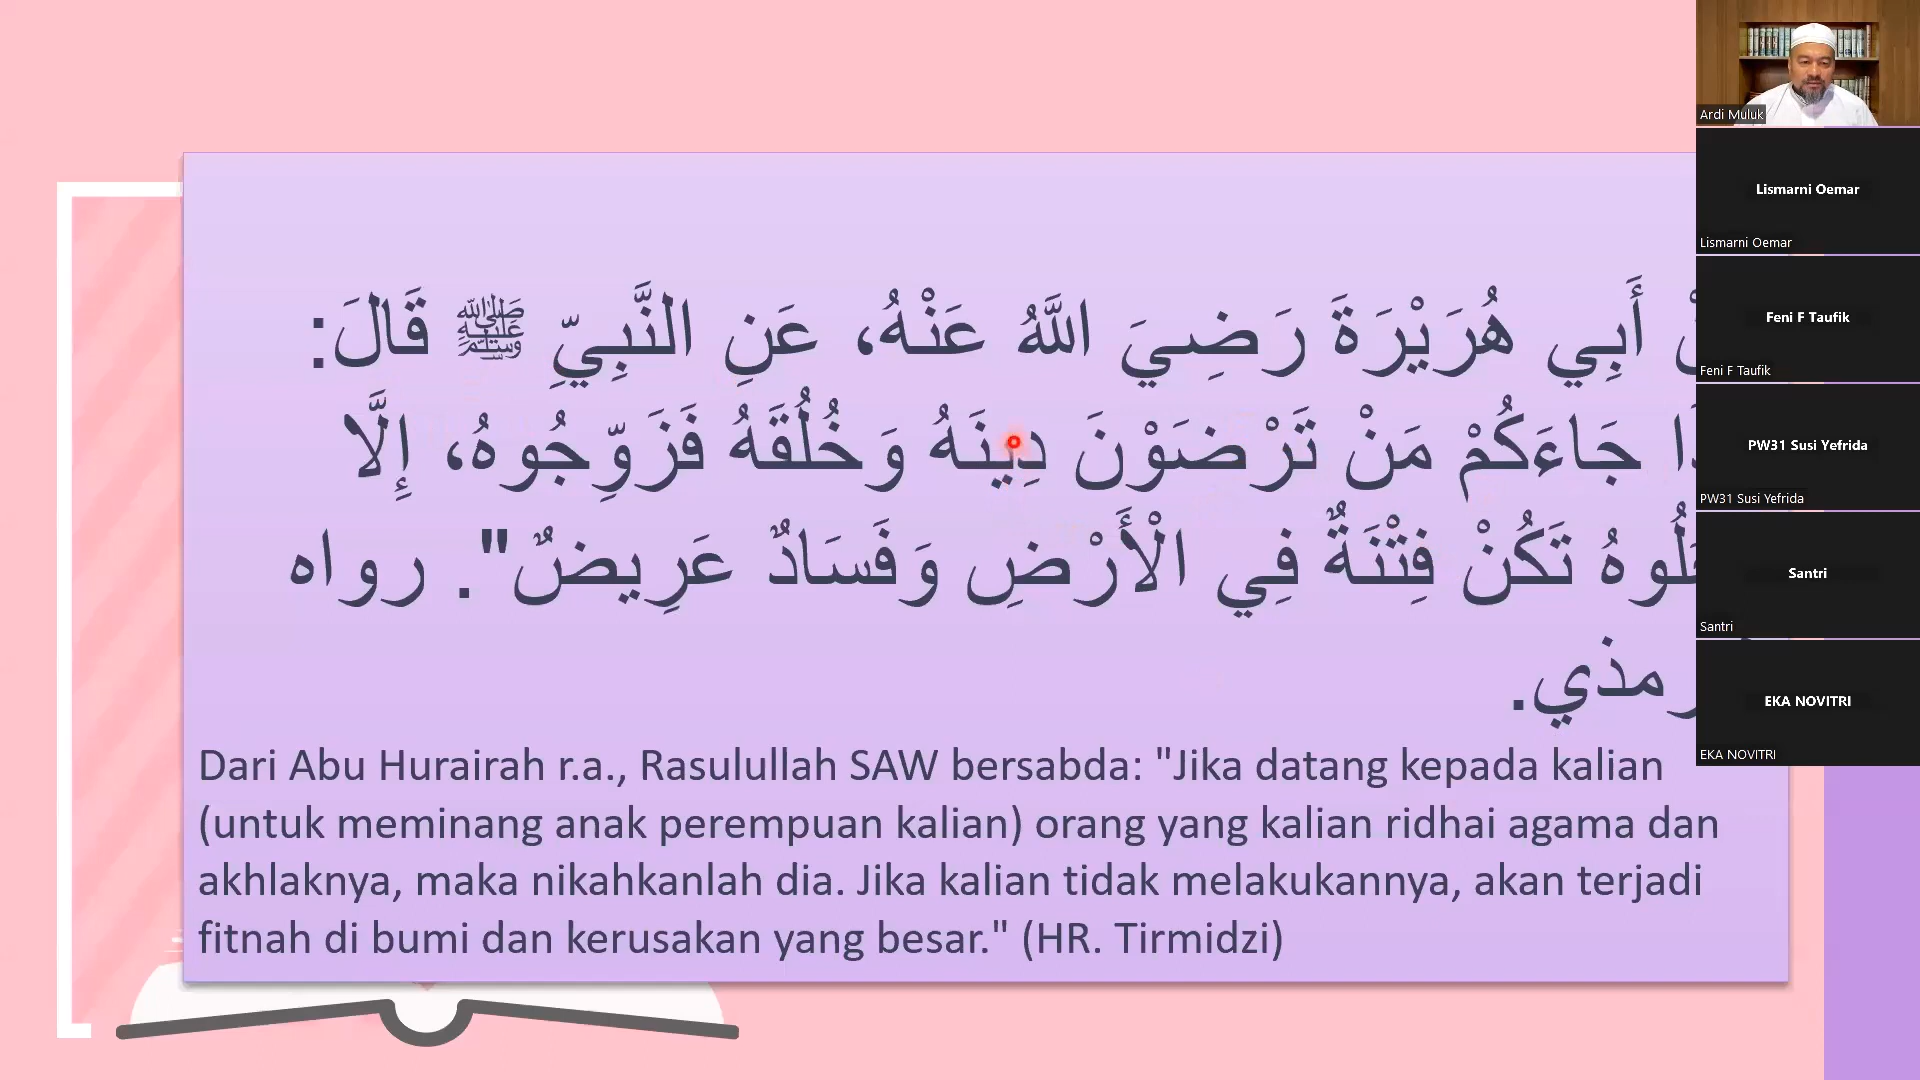 أَبِي هُرَيْرَةَ رَضِيَ اللَّهُ عَنْهُ، عَنِ النَّبِيِّ ﷺ قَالَ:
جَاءَكُمْ مَنْ تَرْضَوْنَ دِينَهُ وَخُلُقَهُ فَزَوِّجُوهُ، إِلَّا
تَكُنْ فِتْنَةٌ فِي الْأَرْضِ وَفَسَادٌ عَرِيضٌ". رواه
Dari Abu Hurairah r.a., Rasulullah SAW bersabda: "Jika datang kepada kalian
(untuk meminang anak perempuan kalian) orang yang kalian ridhai agama dan
akhlaknya, maka nikahkanlah dia. Jika kalian tidak melakukannya, akan terjadi
fitnah di bumi dan kerusakan yang besar." (HR. Tirmidzi)
Ardi Muluk
Lismarni Oemar
Lismarni Oemar
Feni F Taufik
Feni F Taufik
PW31 Susi Yefrida
PW31 Susi Yefrida
Santri
Santri
EKA NOVITRI
EKA NOVITRI